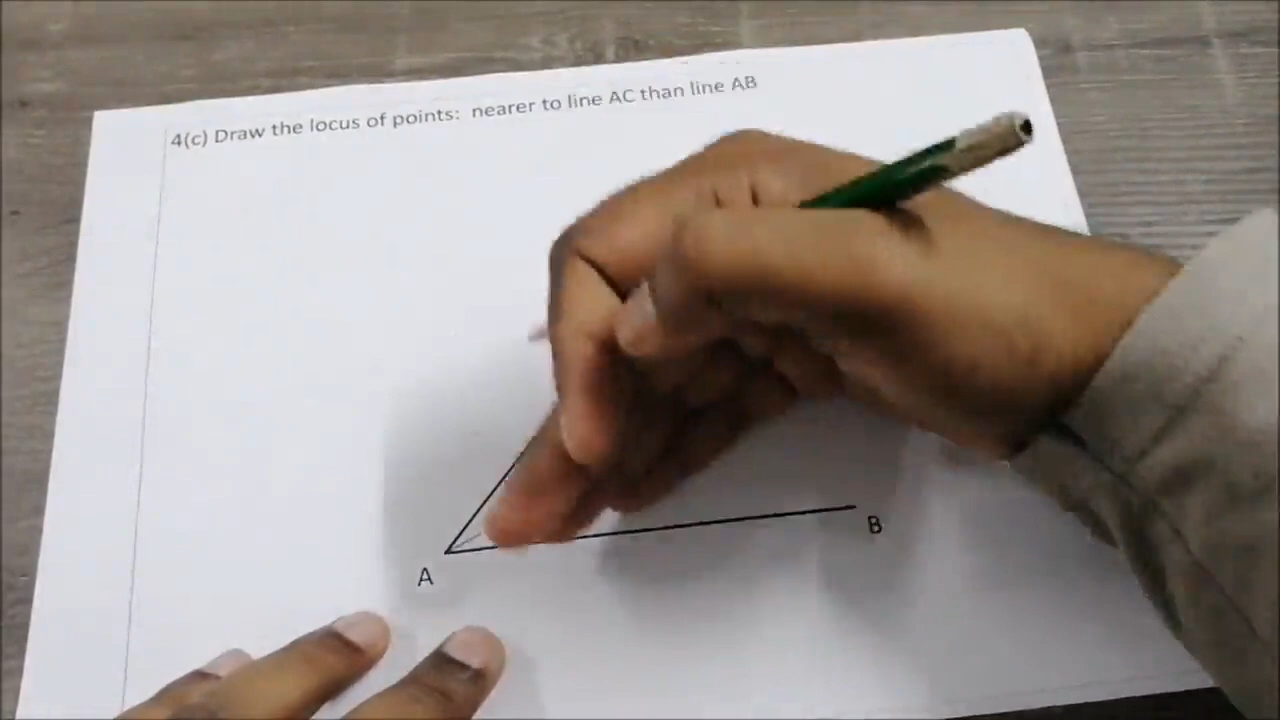 4(c) Draw the locus of points: nearer to line AC than line AB
B
A